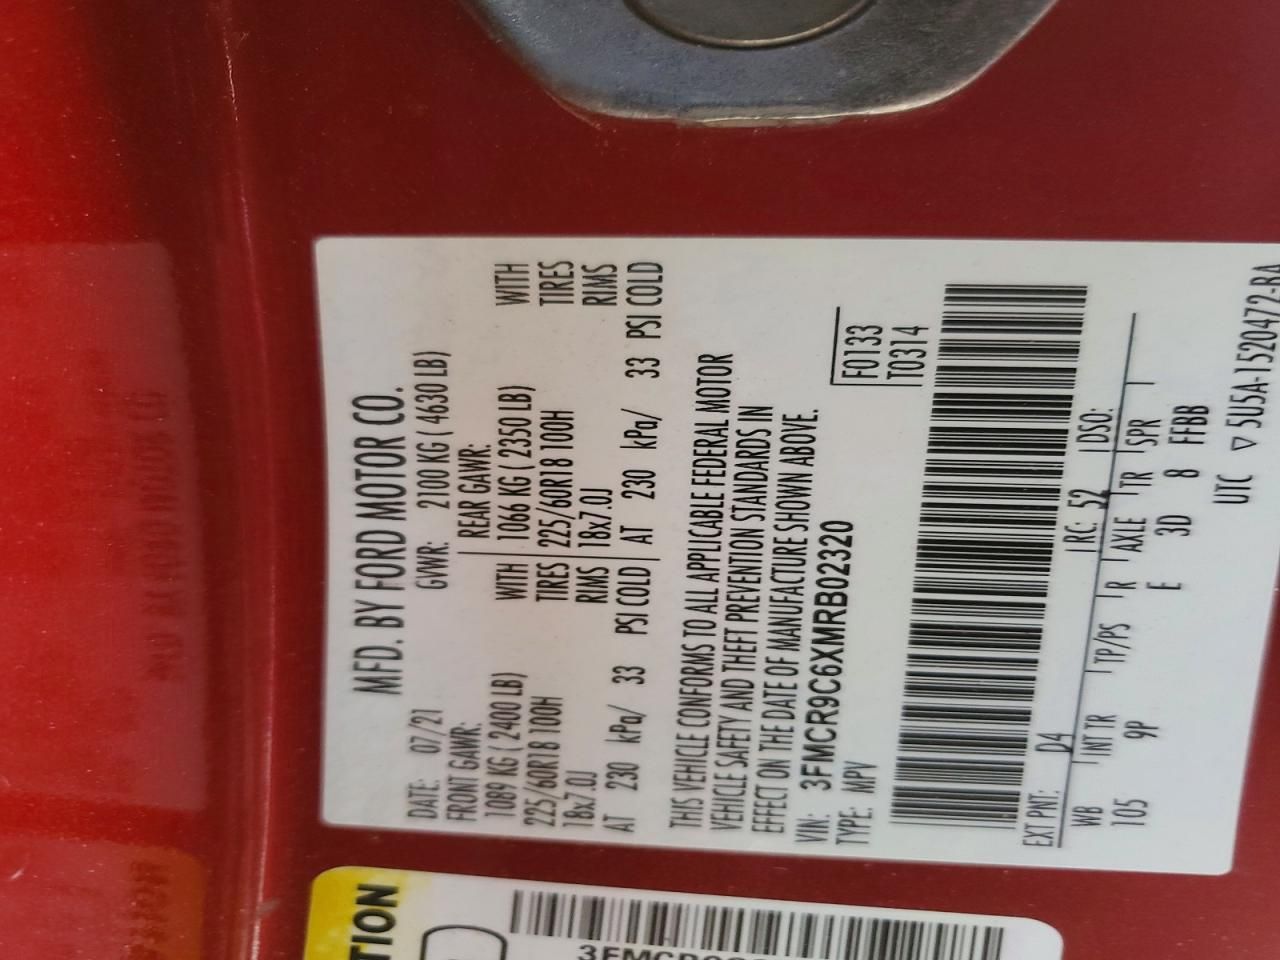 MFD. BY FORD MOTOR CO.
DATE: 07/21 GVWR: 2100 KG ( 4630 LB)
FRONT GAWR: REAR GAWR:
1089 KG ( 2400 LB) WITH 1066 KG ( 2350 LB) WITH
225/60R18 100H TIRES 225/60R18 100H TIRES
18x7.0J RIMS 18x7.0J RIMS
AT 230 kPa/ 33 PSI COLD AT 230 kPa/ 33 PSI COLD
THIS VEHICLE CONFORMS TO ALL APPLICABLE FEDERAL MOTOR
VEHICLE SAFETY AND THEFT PREVENTION STANDARDS IN
EFFECT ON THE DATE OF MANUFACTURE SHOWN ABOVE.
VIN: 3FMCR9C6XMRB02320
TYPE: MPV F0133
T0314
EXT PNT: D4 RC: 52 DSO:
WB INT TR TP/PS R AXLE TR SPR
105 9P E 3D 8 FFBB
UTC ▽ 5U5A-1520472-BA
TION